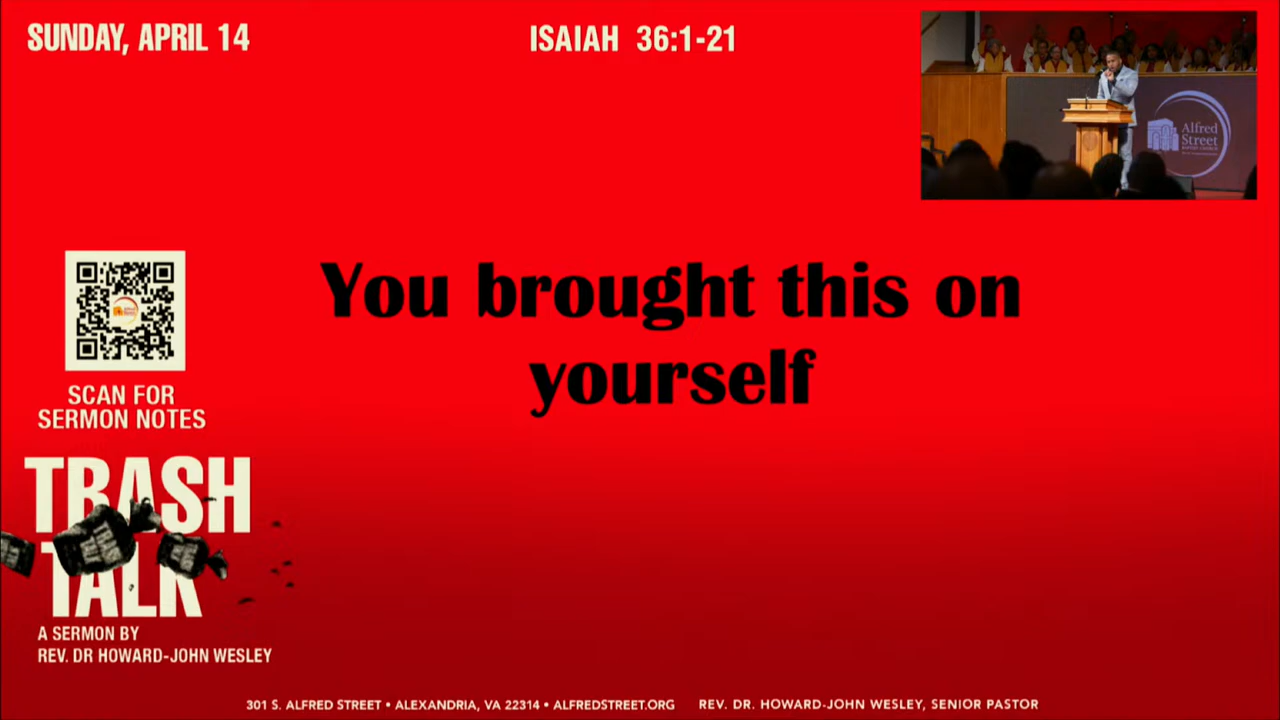 SUNDAY, APRIL 14
ISAIAH 36:1-21
Alfred
Street
You brought this on
yourself
SCAN FOR
SERMON NOTES
TRASH
TALK
A SERMON BY
REV. DR HOWARD-JOHN WESLEY
301 S. ALFRED STREET • ALEXANDRIA, VA 22314 • ALFREDSTREET.ORG REV. DR. HOWARD-JOHN WESLEY, SENIOR PASTOR